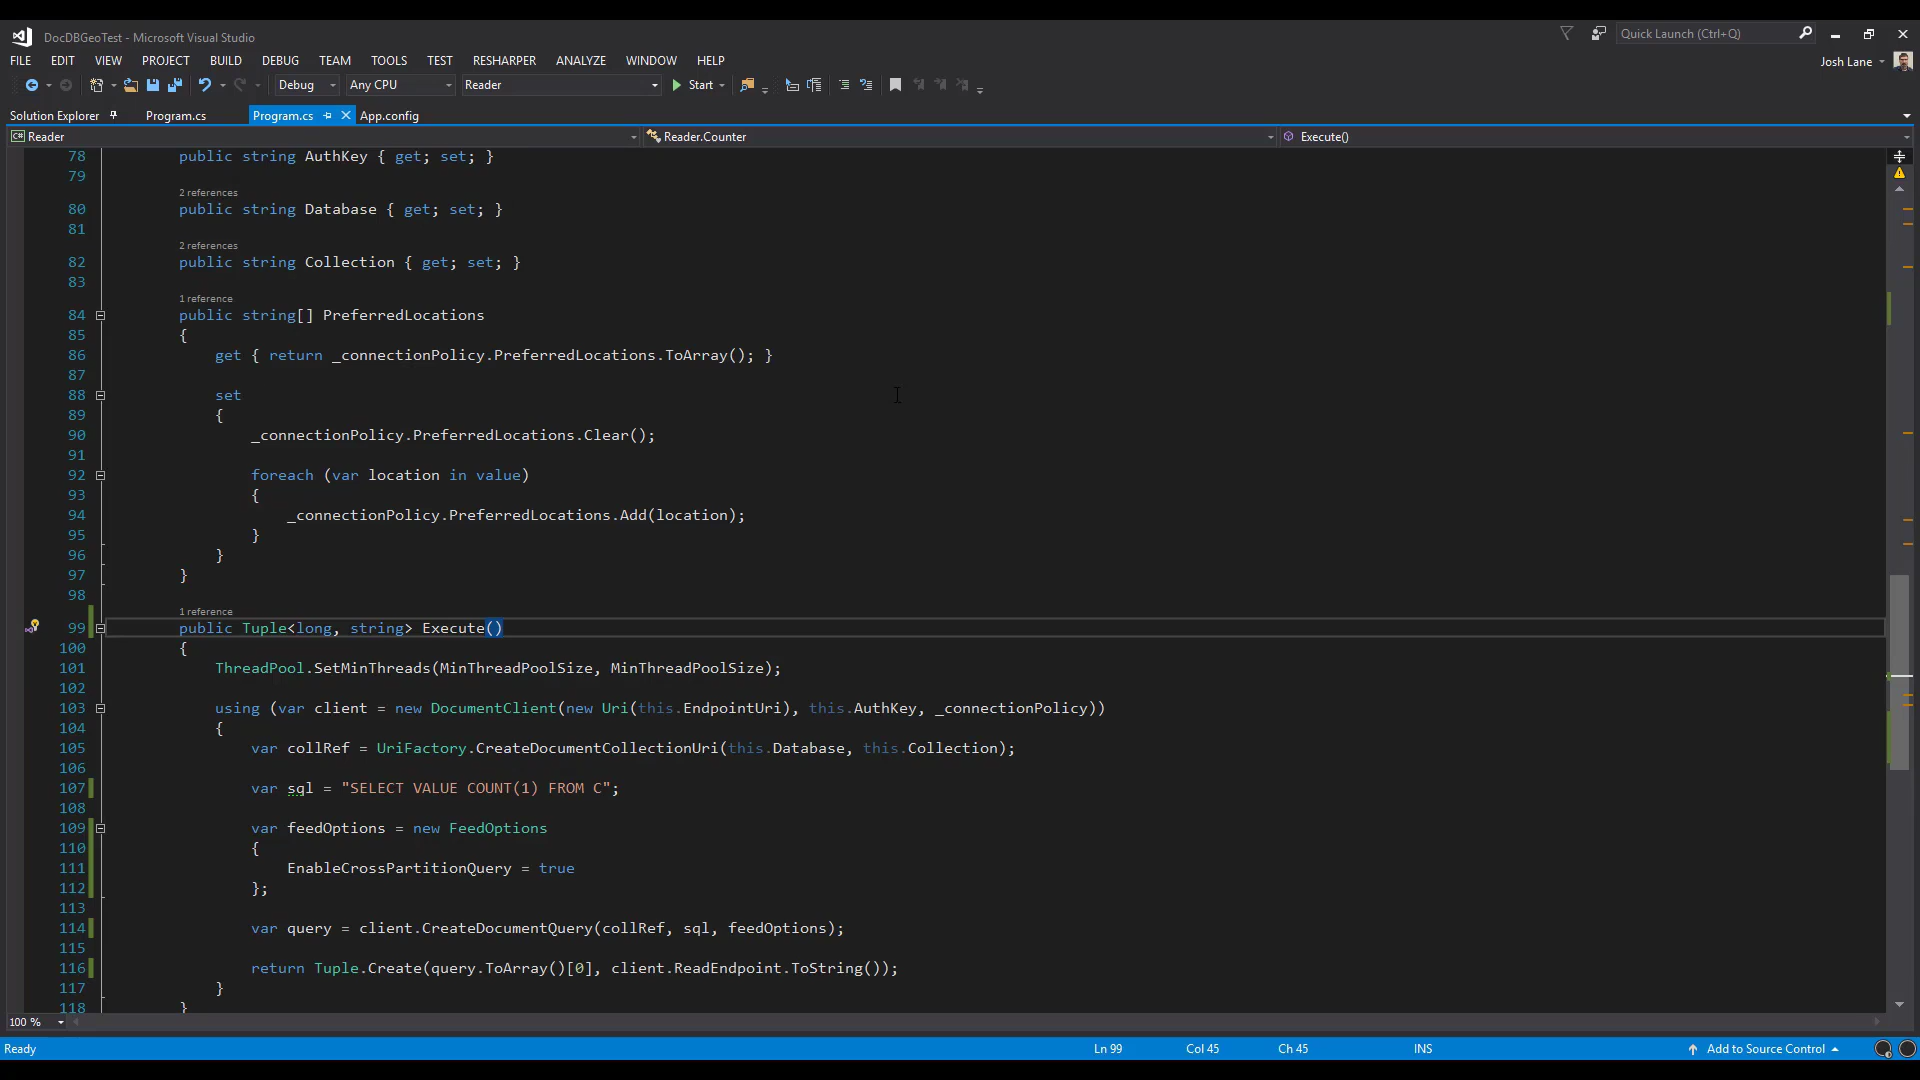 DocDBGeoTest - Microsoft Visual Studio
Quick Launch (Ctrl+Q)
FILE EDIT VIEW PROJECT BUILD DEBUG TEAM TOOLS TEST RESHARPER ANALYZE WINDOW HELP
Josh Lane
Debug Any CPU Reader Start
Solution Explorer Program.cs Program.cs App.config
C# Reader Reader.Counter Execute()
78 public string AuthKey { get; set; }
79
2 references
80 public string Database { get; set; }
81
2 references
82 public string Collection { get; set; }
83
1 reference
84 public string[] PreferredLocations
85 {
86 get { return _connectionPolicy.PreferredLocations.ToArray(); }
87
88 set
89 {
90 _connectionPolicy.PreferredLocations.Clear();
91
92 foreach (var location in value)
93 {
94 _connectionPolicy.PreferredLocations.Add(location);
95 }
96 }
97 }
98
1 reference
99 public Tuple<long, string> Execute()
100 {
101 ThreadPool.SetMinThreads(MinThreadPoolSize, MinThreadPoolSize);
102
103 using (var client = new DocumentClient(new Uri(this.EndpointUri), this.AuthKey, _connectionPolicy))
104 {
105 var collRef = UriFactory.CreateDocumentCollectionUri(this.Database, this.Collection);
106
107 var sql = "SELECT VALUE COUNT(1) FROM C";
108
109 var feedOptions = new FeedOptions
110 {
111 EnableCrossPartitionQuery = true
112 };
113
114 var query = client.CreateDocumentQuery(collRef, sql, feedOptions);
115
116 return Tuple.Create(query.ToArray()[0], client.ReadEndpoint.ToString());
117 }
118 }
100 %
Ready Ln 99 Col 45 Ch 45 INS Add to Source Control